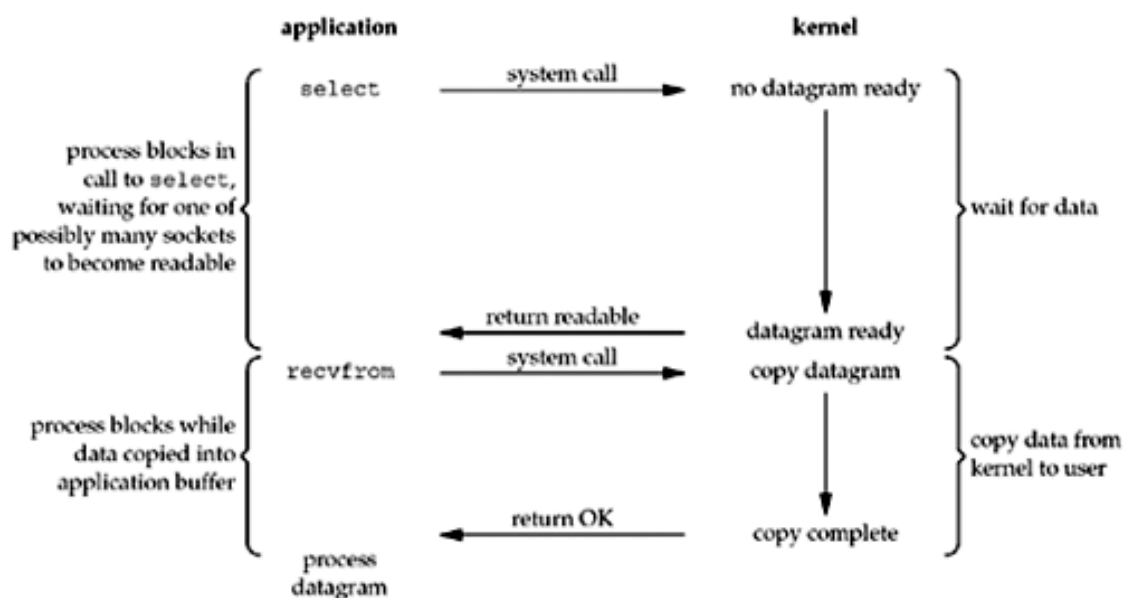 application
kernel
select
system call
no datagram ready
process blocks in
call to select,
waiting for one of
possibly many sockets
to become readable
wait for data
return readable
datagram ready
recvfrom
system call
copy datagram
process blocks while
data copied into
application buffer
copy data from
kernel to user
return OK
copy complete
process
datagram